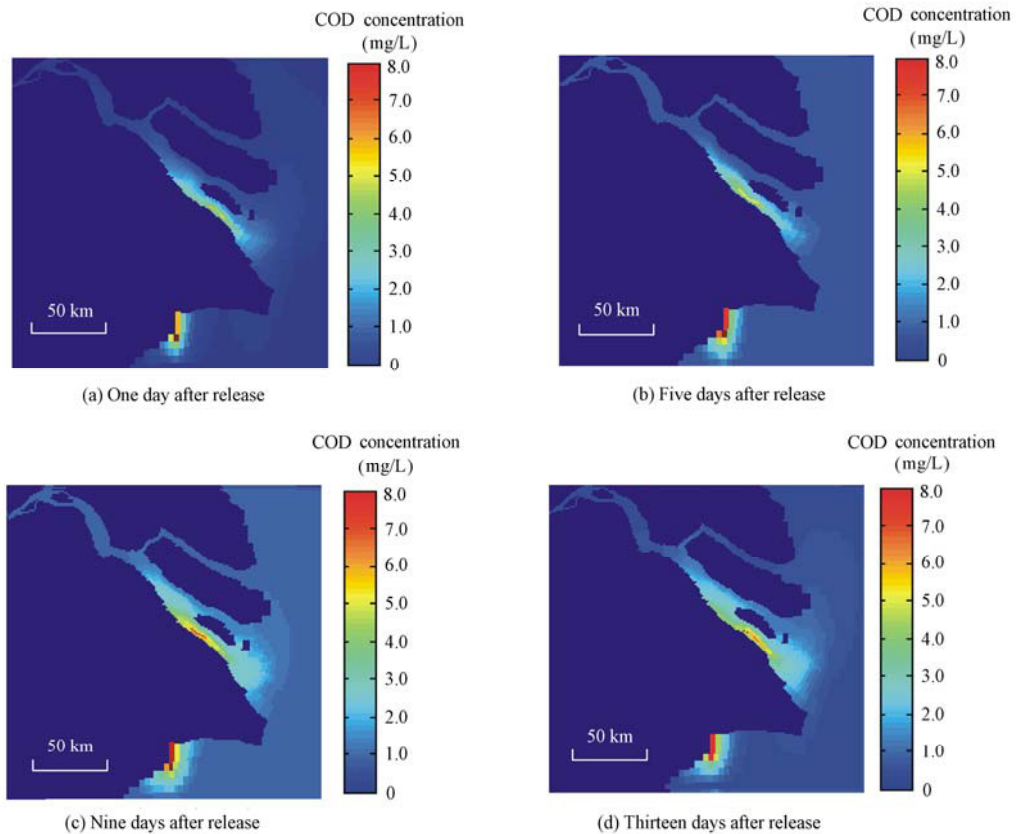 COD concentration
(mg/L)
8.0
7.0
6.0
5.0
4.0
3.0
2.0
1.0
0
50 km
(a) One day after release
COD concentration
(mg/L)
8.0
7.0
6.0
5.0
4.0
3.0
2.0
1.0
0
50 km
(b) Five days after release
COD concentration
(mg/L)
8.0
7.0
6.0
5.0
4.0
3.0
2.0
1.0
0
50 km
(c) Nine days after release
COD concentration
(mg/L)
8.0
7.0
6.0
5.0
4.0
3.0
2.0
1.0
0
50 km
(d) Thirteen days after release